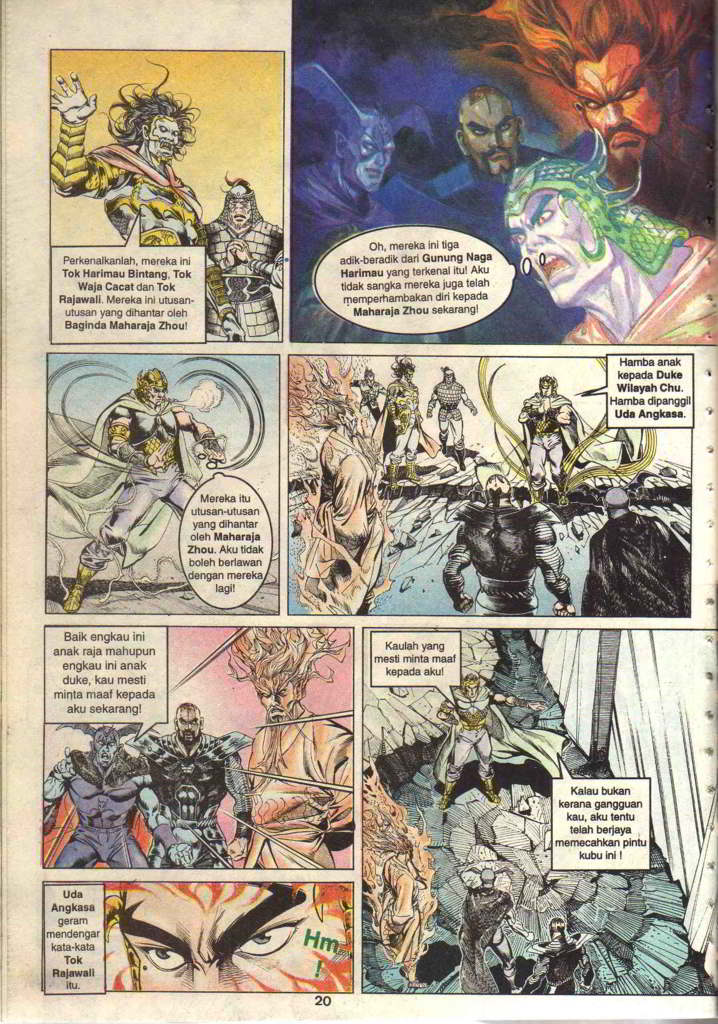 Perkenalkanlah, mereka ini
Tok Harimau Bintang, Tok
Waja Cacat dan Tok
Rajawali. Mereka ini utusan-
utusan yang dihantar oleh
Baginda Maharaja Zhou!
Oh, mereka ini tiga
adik-beradik dari Gunung Naga
Harimau yang terkenal itu! Aku
tidak sangka mereka juga telah
memperhambakan diri kepada
Maharaja Zhou sekarang!
Mereka itu
utusan-utusan
yang dihantar
oleh Maharaja
Zhou. Aku tidak
boleh berlawan
dengan mereka
lagi!
Hamba anak
kepada Duke
Wilayah Chu.
Hamba dipanggil
Uda Angkasa.
Baik engkau ini
anak raja mahupun
engkau ini anak
duke, kau mesti
minta maaf kepada
aku sekarang!
Kaulah yang
mesti minta maaf
kepada aku!
Kalau bukan
kerana gangguan
kau, aku tentu
telah berjaya
memecahkan pintu
kubu ini !
Uda
Angkasa
geram
mendengar
kata-kata
Tok
Rajawali
itu.
Hm
!
20